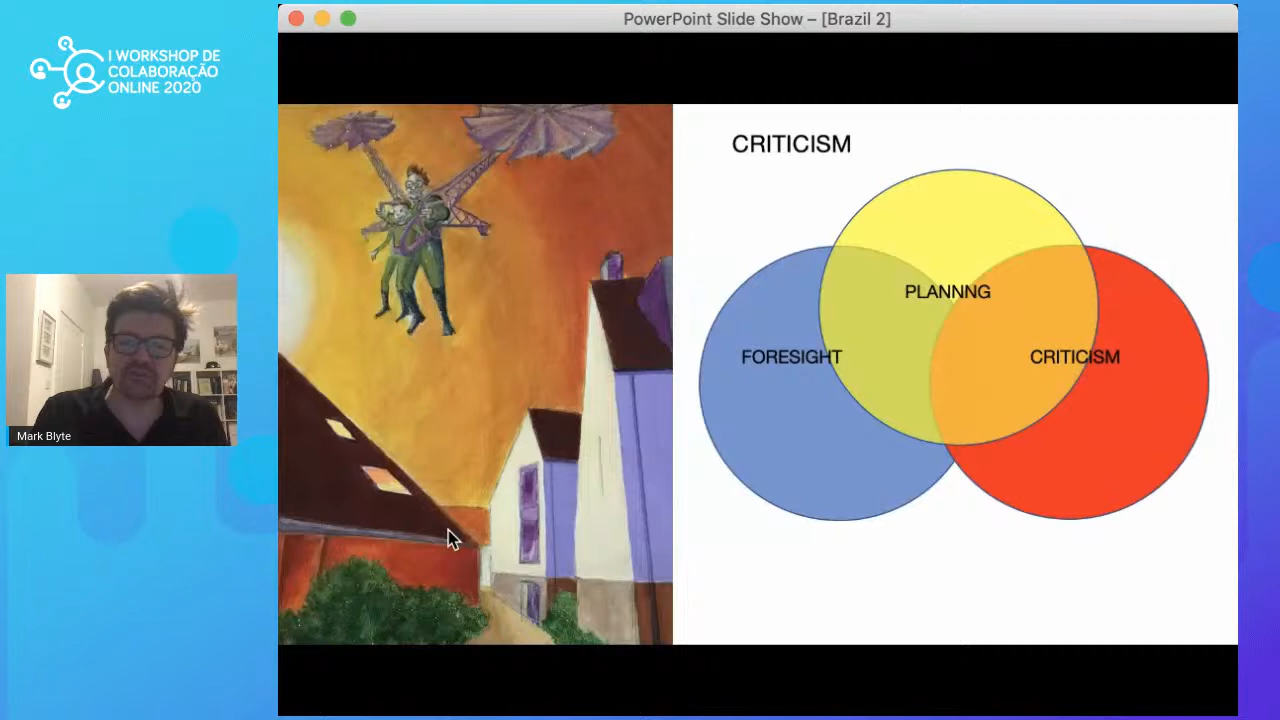 PowerPoint Slide Show – [Brazil 2]
I WORKSHOP DE
COLABORAÇÃO
ONLINE 2020
CRITICISM
PLANNNG
FORESIGHT
CRITICISM
Mark Blyte